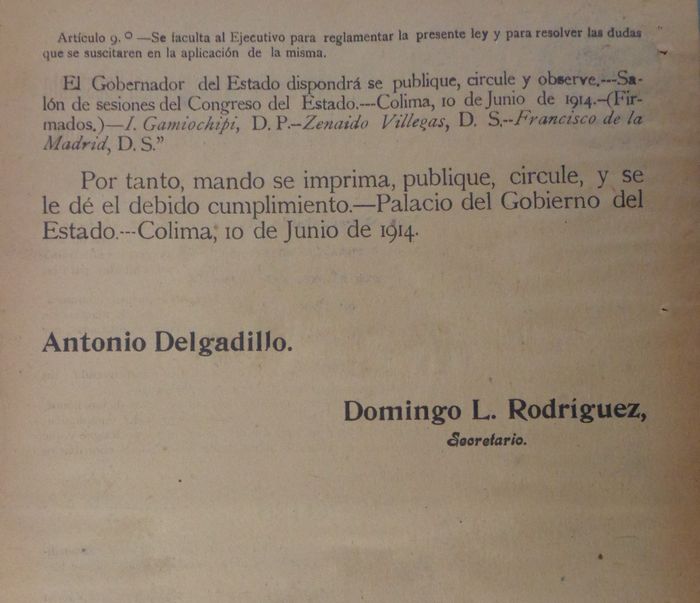 Artículo 9.º —Se faculta al Ejecutivo para reglamentar la presente ley y para resolver las dudas
que se suscitaren en la aplicación de la misma.
El Gobernador del Estado dispondrá se publique, circule y observe.---Sa-
lón de sesiones del Congreso del Estado.---Colima, 10 de Junio de 1914.—(Fir-
mados.)—I. Gamiochipi, D. P.—Zenaido Villegas, D. S.--Francisco de la
Madrid, D. S.”
Por tanto, mando se imprima, publique, circule, y se
le dé el debido cumplimiento.—Palacio del Gobierno del
Estado.---Colima, 10 de Junio de 1914.
Antonio Delgadillo.
Domingo L. Rodríguez,
Secretario.